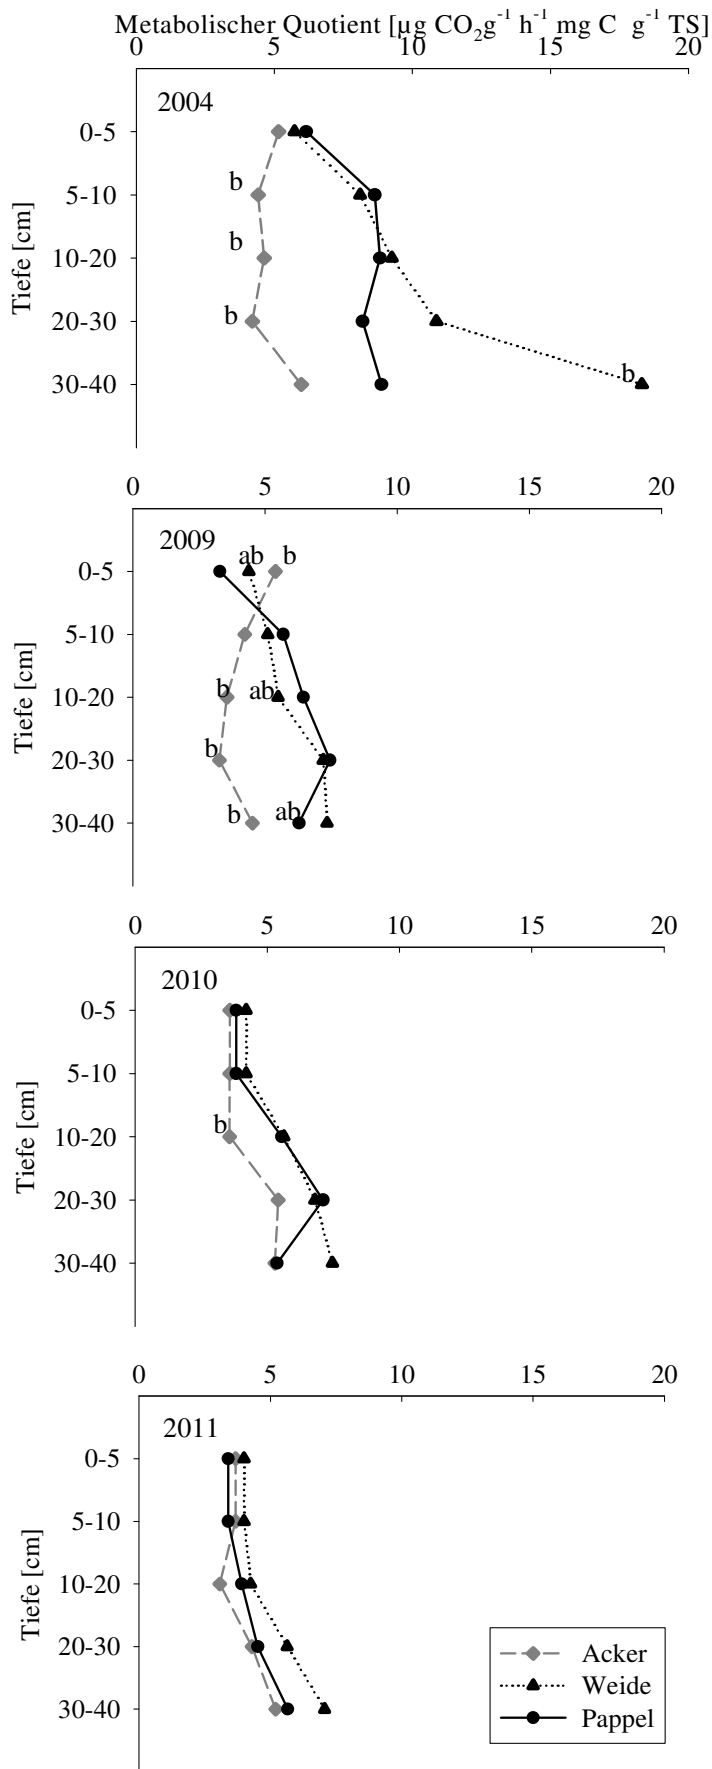 Metabolischer Quotient [µg CO₂g⁻¹ h⁻¹ mg C g⁻¹ TS]
0 5 10 15 20
2004
Tiefe [cm]
0-5
b
5-10
b
10-20
b
20-30
b
30-40
0 5 10 15 20
2009
Tiefe [cm]
ab b
0-5
5-10
10-20 b ab
b
20-30
30-40 b ab
0 5 10 15 20
2010
Tiefe [cm]
0-5
5-10
b
10-20
20-30
30-40
0 5 10 15 20
2011
Tiefe [cm]
0-5
5-10
10-20
20-30
30-40
Acker
Weide
Pappel